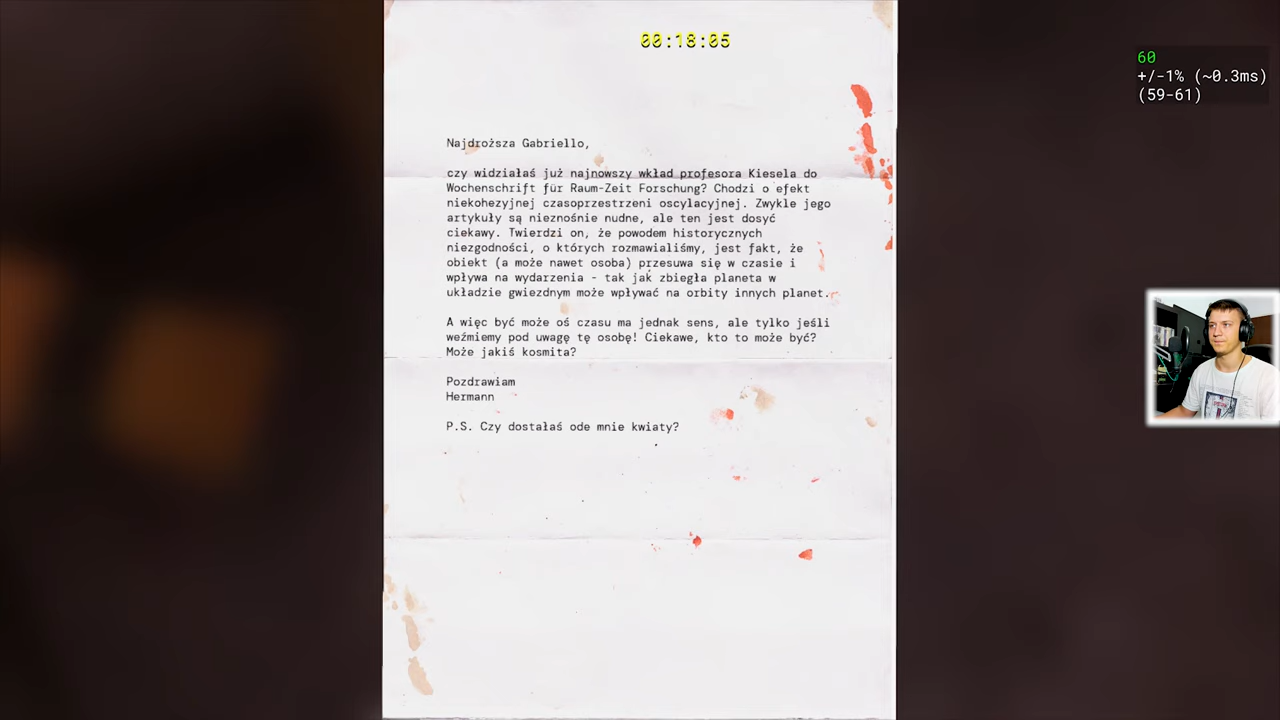 00:18:05
60
+/-1% (~0.3ms)
(59-61)
Najdroższa Gabriello,
czy widziałaś już najnowszy wkład profesora Kiesela do
Wochenschrift für Raum-Zeit Forschung? Chodzi o efekt
niekohezyjnej czasoprzestrzeni oscylacyjnej. Zwykle jego
artykuły są nieznośnie nudne, ale ten jest dosyć
ciekawy. Twierdzi on, że powodem historycznych
niezgodności, o których rozmawialiśmy, jest fakt, że
obiekt (a może nawet osoba) przesuwa się w czasie i
wpływa na wydarzenia - tak jak zbiegła planeta w
układzie gwiezdnym może wpływać na orbity innych planet.
A więc być może oś czasu ma jednak sens, ale tylko jeśli
weźmiemy pod uwagę tę osobę! Ciekawe, kto to może być?
Może jakiś kosmita?
Pozdrawiam
Hermann
P.S. Czy dostałaś ode mnie kwiaty?